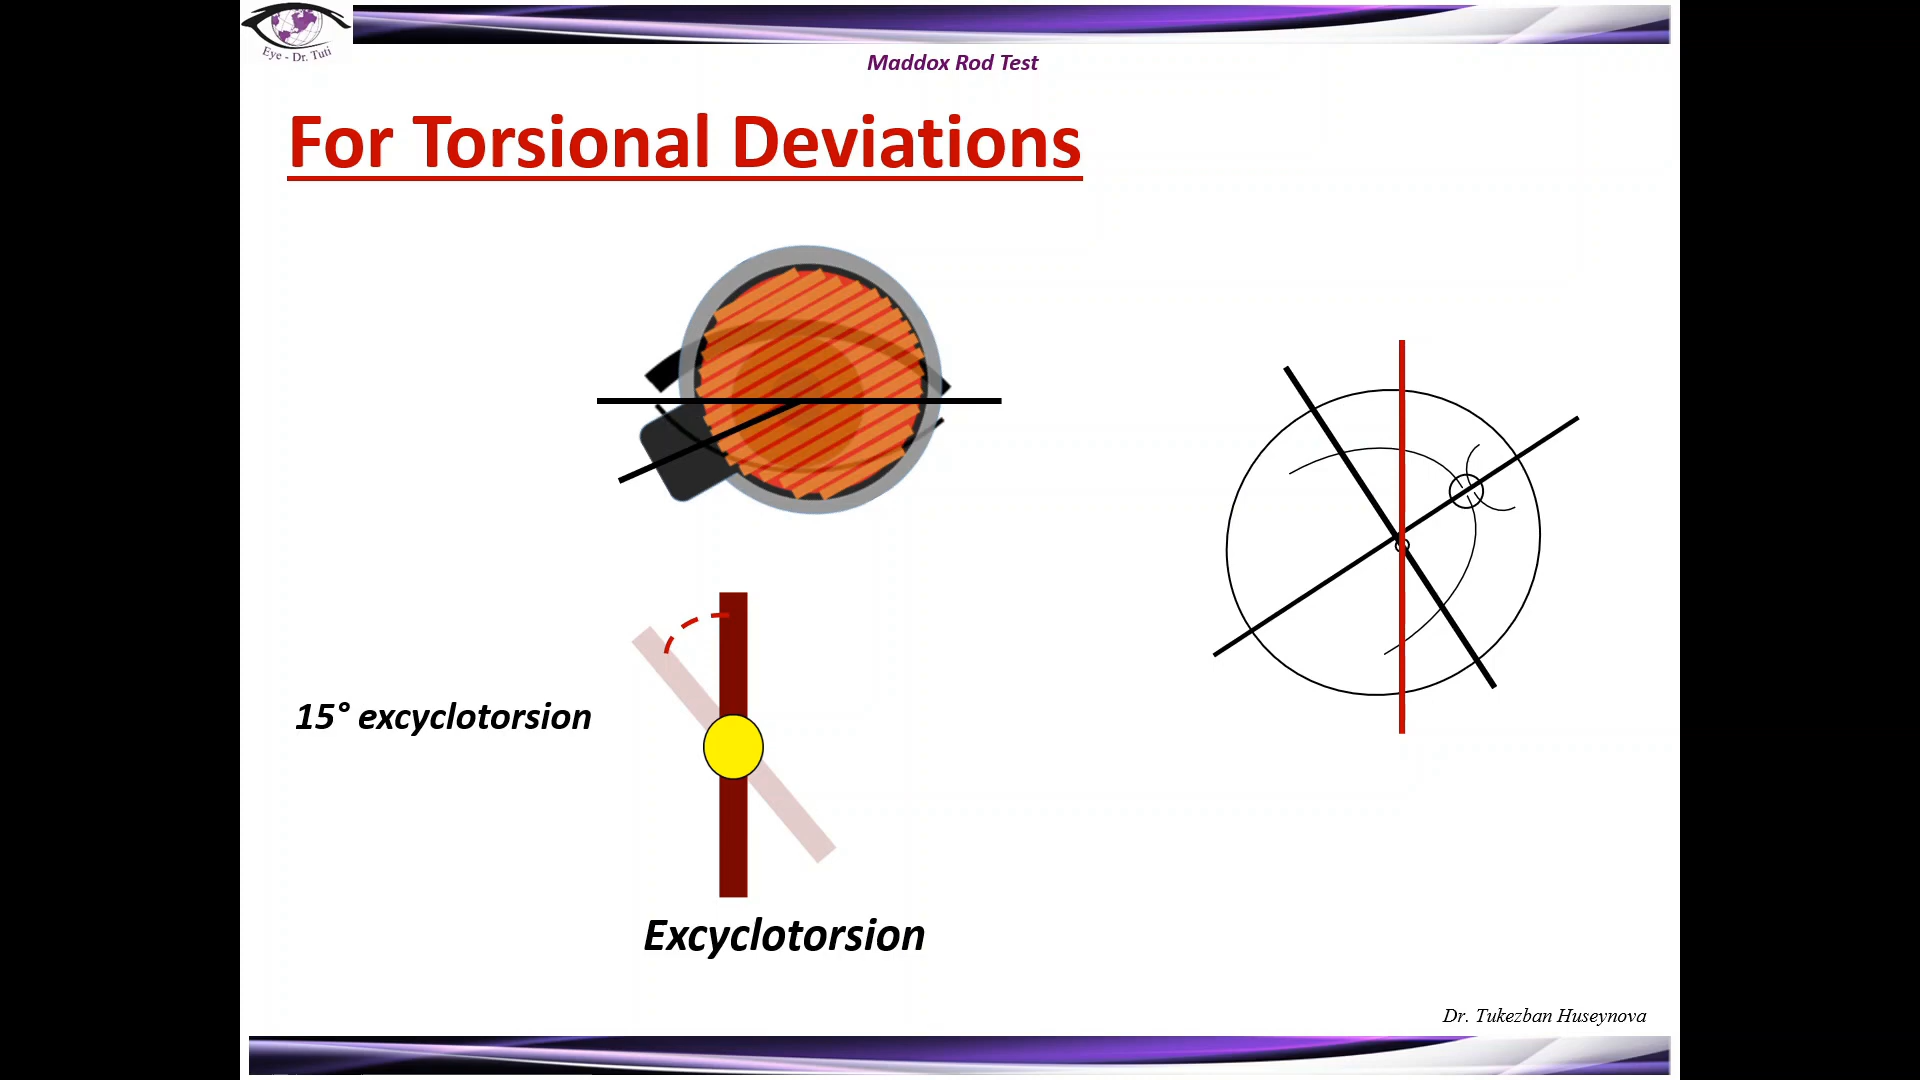 Eye - Dr. Tuti
Maddox Rod Test
For Torsional Deviations
15° excyclotorsion
Excyclotorsion
Dr. Tukezban Huseynova